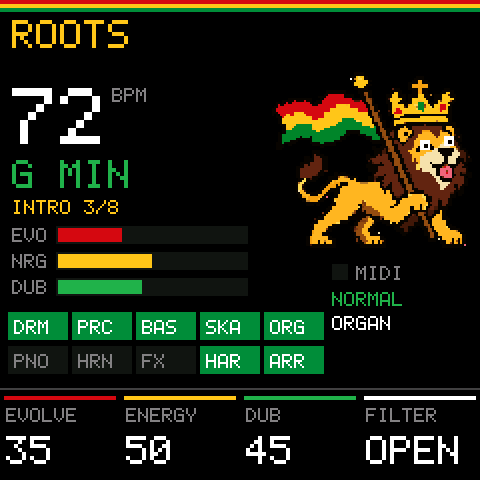 ROOTS
72 BPM
G MIN
INTRO 3/8
EVO
NRG
DUB
MIDI
NORMAL
ORGAN
DRM PRC BAS SKA ORG
PNO HRN FX HAR ARR
EVOLVE ENERGY DUB FILTER
35 50 45 OPEN